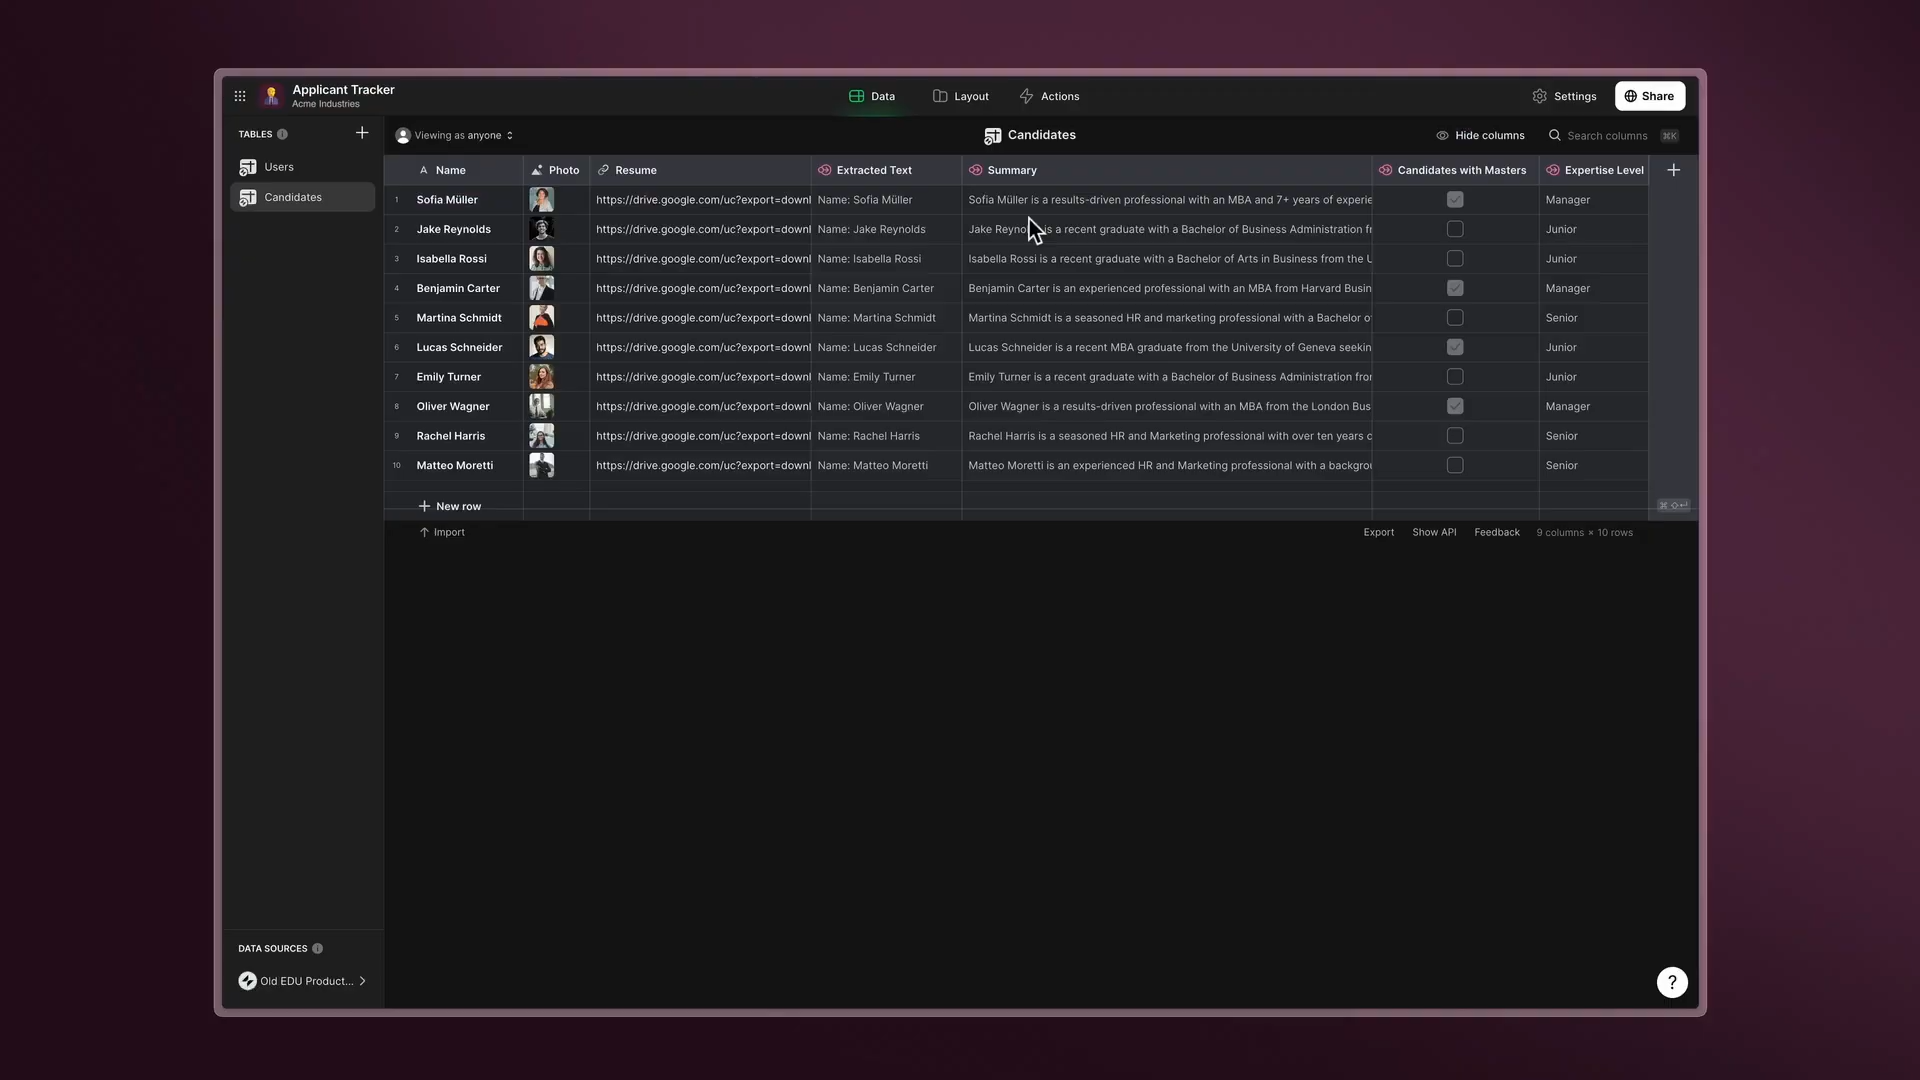 Applicant Tracker
Acme Industries
Data Layout Actions
Settings Share
TABLES
Users
Candidates
Viewing as anyone
Candidates
Hide columns Search columns ⌘K
Name Photo Resume Extracted Text Summary Candidates with Masters Expertise Level
1 Sofia Müller https://drive.google.com/uc?export=downl Name: Sofia Müller Sofia Müller is a results-driven professional with an MBA and 7+ years of experie Manager
2 Jake Reynolds https://drive.google.com/uc?export=downl Name: Jake Reynolds Jake Reyno is a recent graduate with a Bachelor of Business Administration fr Junior
3 Isabella Rossi https://drive.google.com/uc?export=downl Name: Isabella Rossi Isabella Rossi is a recent graduate with a Bachelor of Arts in Business from the U Junior
4 Benjamin Carter https://drive.google.com/uc?export=downl Name: Benjamin Carter Benjamin Carter is an experienced professional with an MBA from Harvard Busin Manager
5 Martina Schmidt https://drive.google.com/uc?export=downl Name: Martina Schmidt Martina Schmidt is a seasoned HR and marketing professional with a Bachelor o Senior
6 Lucas Schneider https://drive.google.com/uc?export=downl Name: Lucas Schneider Lucas Schneider is a recent MBA graduate from the University of Geneva seekin Junior
7 Emily Turner https://drive.google.com/uc?export=downl Name: Emily Turner Emily Turner is a recent graduate with a Bachelor of Business Administration fro Junior
8 Oliver Wagner https://drive.google.com/uc?export=downl Name: Oliver Wagner Oliver Wagner is a results-driven professional with an MBA from the London Bus Manager
9 Rachel Harris https://drive.google.com/uc?export=downl Name: Rachel Harris Rachel Harris is a seasoned HR and Marketing professional with over ten years o Senior
10 Matteo Moretti https://drive.google.com/uc?export=downl Name: Matteo Moretti Matteo Moretti is an experienced HR and Marketing professional with a backgrou Senior
New row
Import
Export Show API Feedback 9 columns × 10 rows
DATA SOURCES
Old EDU Product...
?